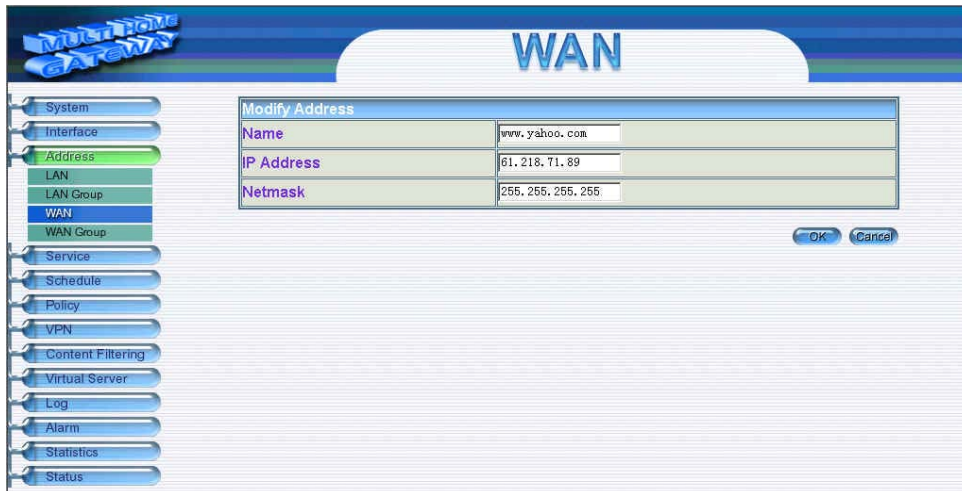 MULTI HOME
GATEWAY
WAN
System
Interface
Address
LAN
LAN Group
WAN
WAN Group
Service
Schedule
Policy
VPN
Content Filtering
Virtual Server
Log
Alarm
Statistics
Status
Modify Address
Name www.yahoo.com
IP Address 61.218.71.89
Netmask 255.255.255.255
OK Cancel